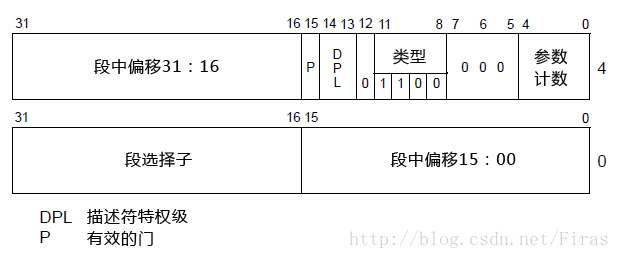 31 16 15 14 13 12 11 8 7 6 5 4 0
段中偏移31：16 P DPL 0 类型 1 1 0 0 0 0 0 参数计数 4
31 16 15 0
段选择子 段中偏移15：00 0
DPL 描述符特权级
P 有效的门
http://blog.csdn.net/Firas